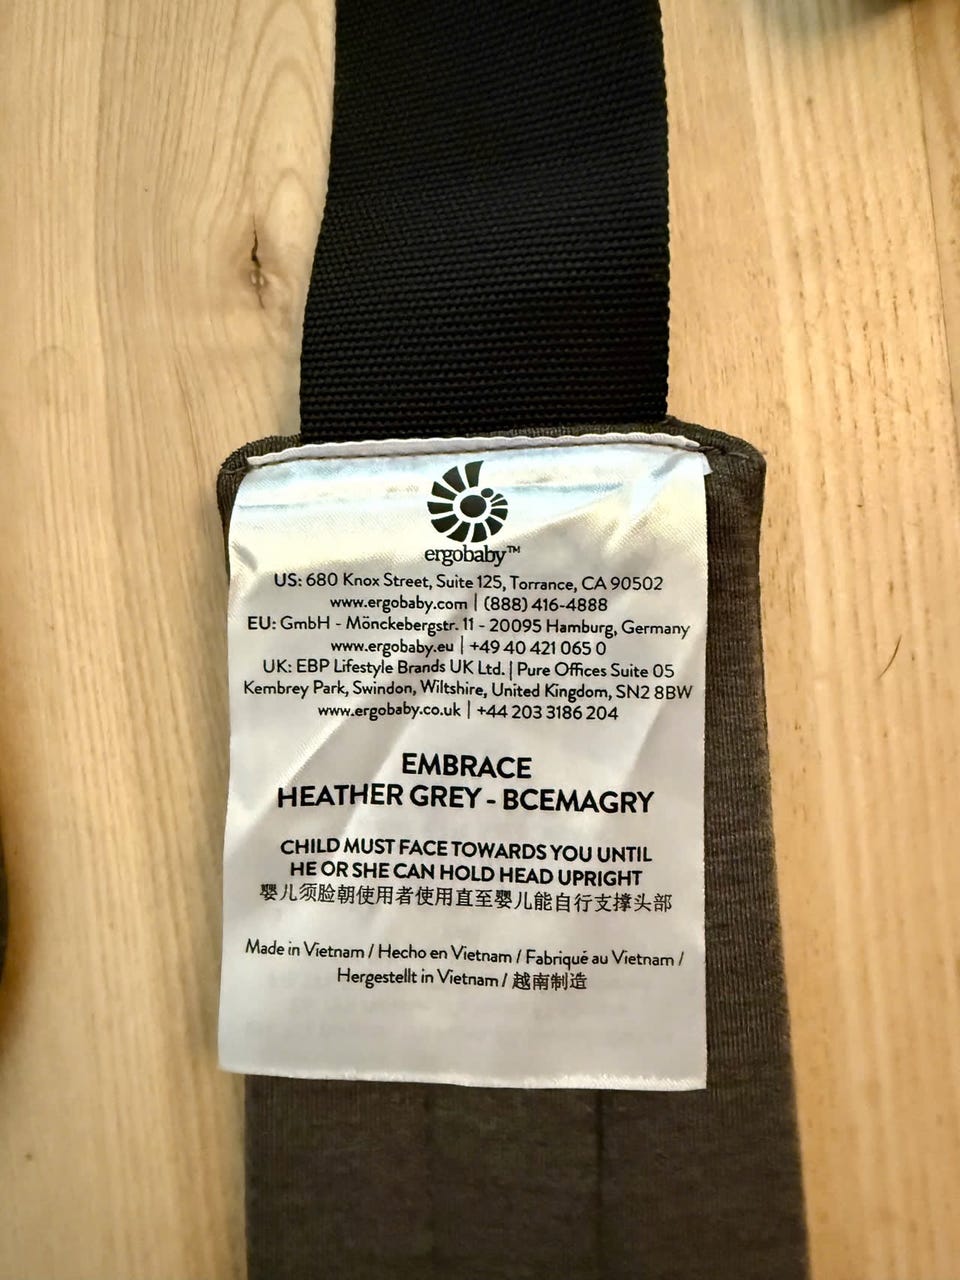 ergobaby™
US: 680 Knox Street, Suite 125, Torrance, CA 90502
www.ergobaby.com | (888) 416-4888
EU: GmbH - Mönckebergstr. 11 - 20095 Hamburg, Germany
www.ergobaby.eu | +49 40 421 065 0
UK: EBP Lifestyle Brands UK Ltd. | Pure Offices Suite 05
Kembrey Park, Swindon, Wiltshire, United Kingdom, SN2 8BW
www.ergobaby.co.uk | +44 203 3186 204
EMBRACE
HEATHER GREY - BCEMAGRY
CHILD MUST FACE TOWARDS YOU UNTIL
HE OR SHE CAN HOLD HEAD UPRIGHT
婴儿须脸朝使用者使用直至婴儿能自行支撑头部
Made in Vietnam / Hecho en Vietnam / Fabriqué au Vietnam /
Hergestellt in Vietnam / 越南制造